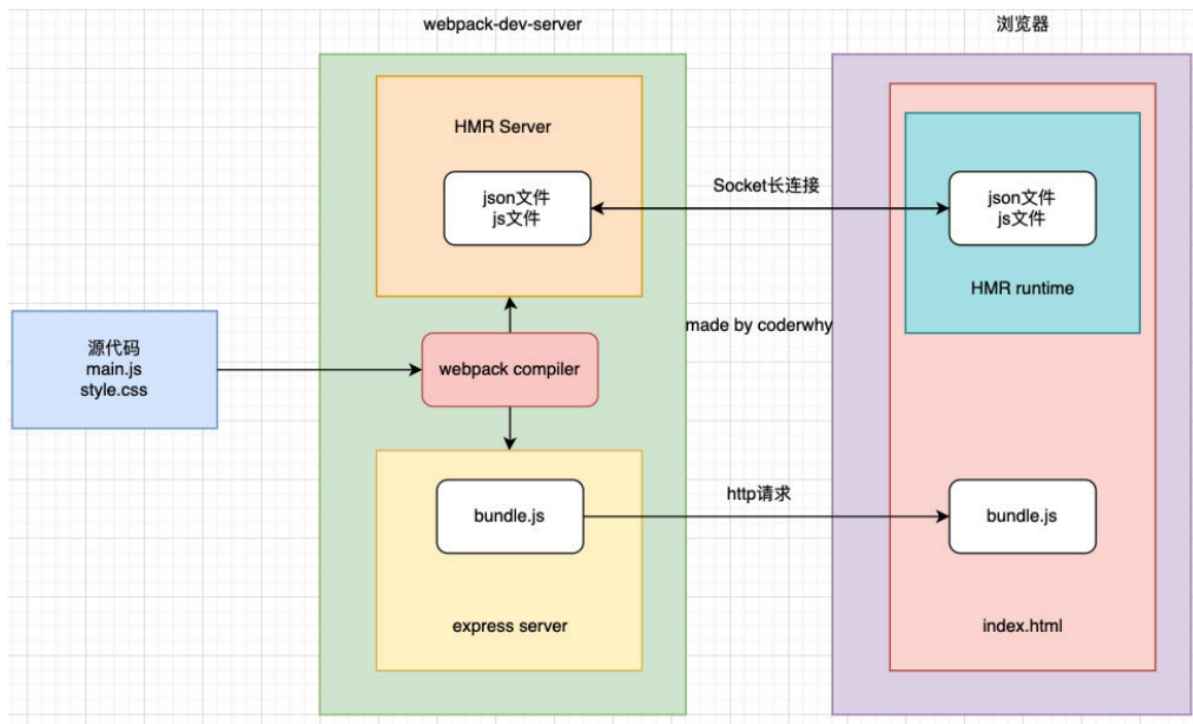 webpack-dev-server
浏览器
HMR Server
json文件
js文件
Socket长连接
json文件
js文件
HMR runtime
made by coderwhy
源代码
main.js
style.css
webpack compiler
http请求
bundle.js
bundle.js
express server
index.html